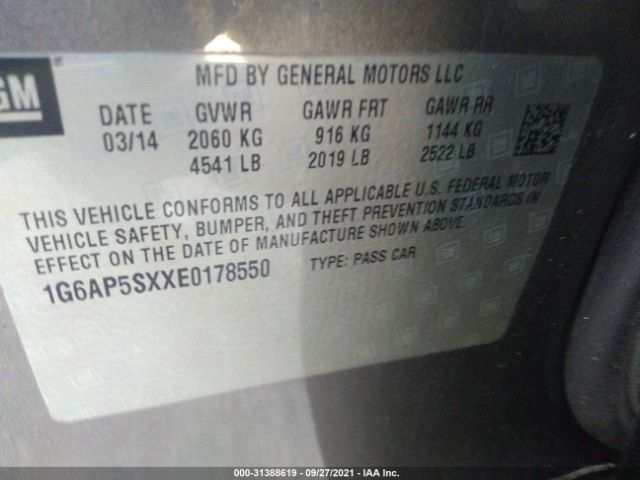 GM
MFD BY GENERAL MOTORS LLC
DATE GVWR GAWR FRT GAWR RR
03/14 2060 KG 916 KG 1144 KG
4541 LB 2019 LB 2522 LB
THIS VEHICLE CONFORMS TO ALL APPLICABLE U.S. FEDERAL MOTOR
VEHICLE SAFETY, BUMPER, AND THEFT PREVENTION STANDARDS IN
EFFECT ON THE DATE OF MANUFACTURE SHOWN ABOVE.
1G6AP5SXXE0178550 TYPE: PASS CAR
000-31388619 - 09/27/2021 - IAA Inc.